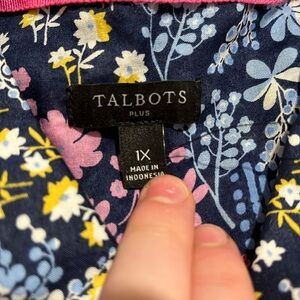 TALBOTS
PLUS
1X
MADE IN
INDONESIA